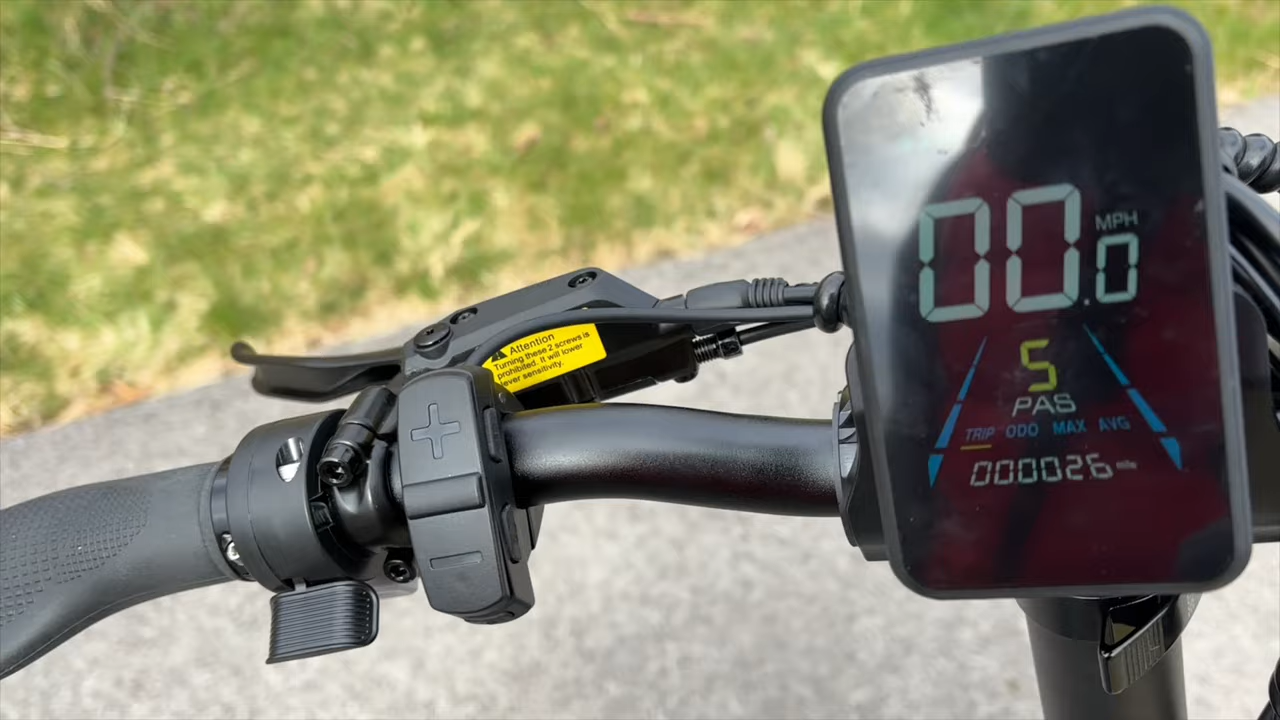 MPH
00.0
5
PAS
TRIP ODO MAX AVG
000026 mile
Attention
Turning these 2 screws is
prohibited. It will lower
lever sensitivity.
+
−